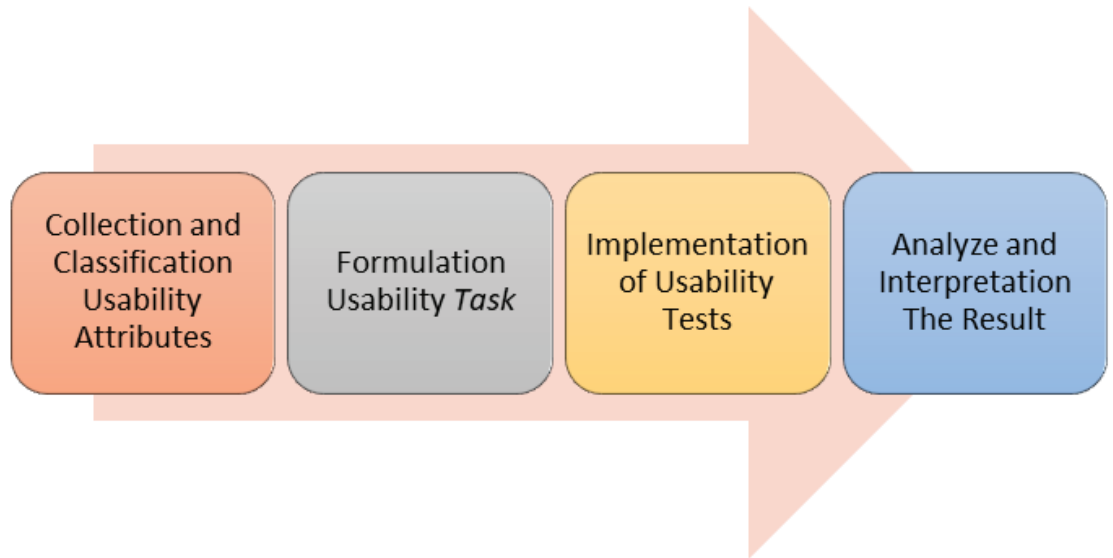 Collection and
Classification
Usability
Attributes
Formulation
Usability Task
Implementation
of Usability
Tests
Analyze and
Interpretation
The Result